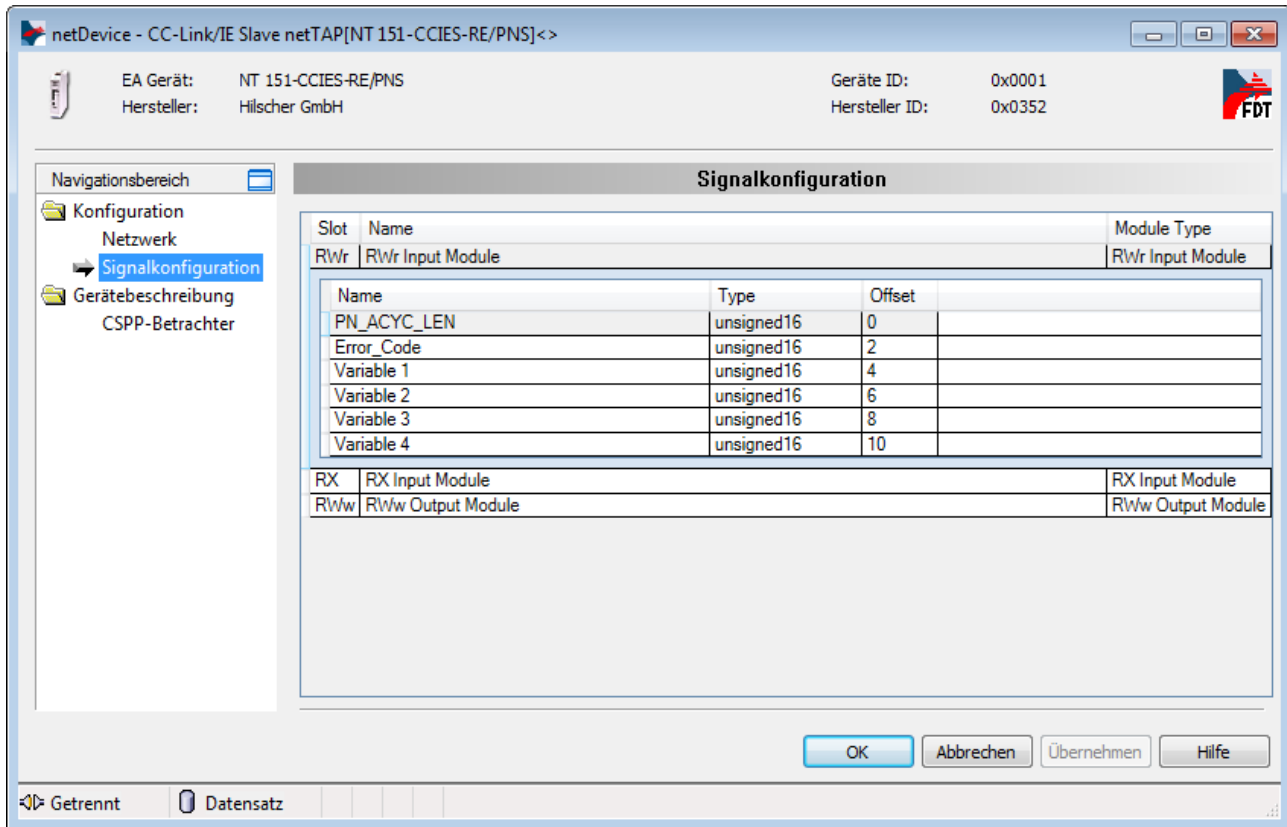 netDevice - CC-Link/IE Slave netTAP[NT 151-CCIES-RE/PNS]<>
EA Gerät: NT 151-CCIES-RE/PNS Geräte ID: 0x0001
Hersteller: Hilscher GmbH Hersteller ID: 0x0352
FDT
Navigationsbereich
Konfiguration
Netzwerk
Signalkonfiguration
Gerätebeschreibung
CSPP-Betrachter
Signalkonfiguration
Slot Name Module Type
RWr RWr Input Module RWr Input Module
Name Type Offset
PN_ACYC_LEN unsigned16 0
Error_Code unsigned16 2
Variable 1 unsigned16 4
Variable 2 unsigned16 6
Variable 3 unsigned16 8
Variable 4 unsigned16 10
RX RX Input Module RX Input Module
RWw RWw Output Module RWw Output Module
OK Abbrechen Übernehmen Hilfe
Getrennt Datensatz